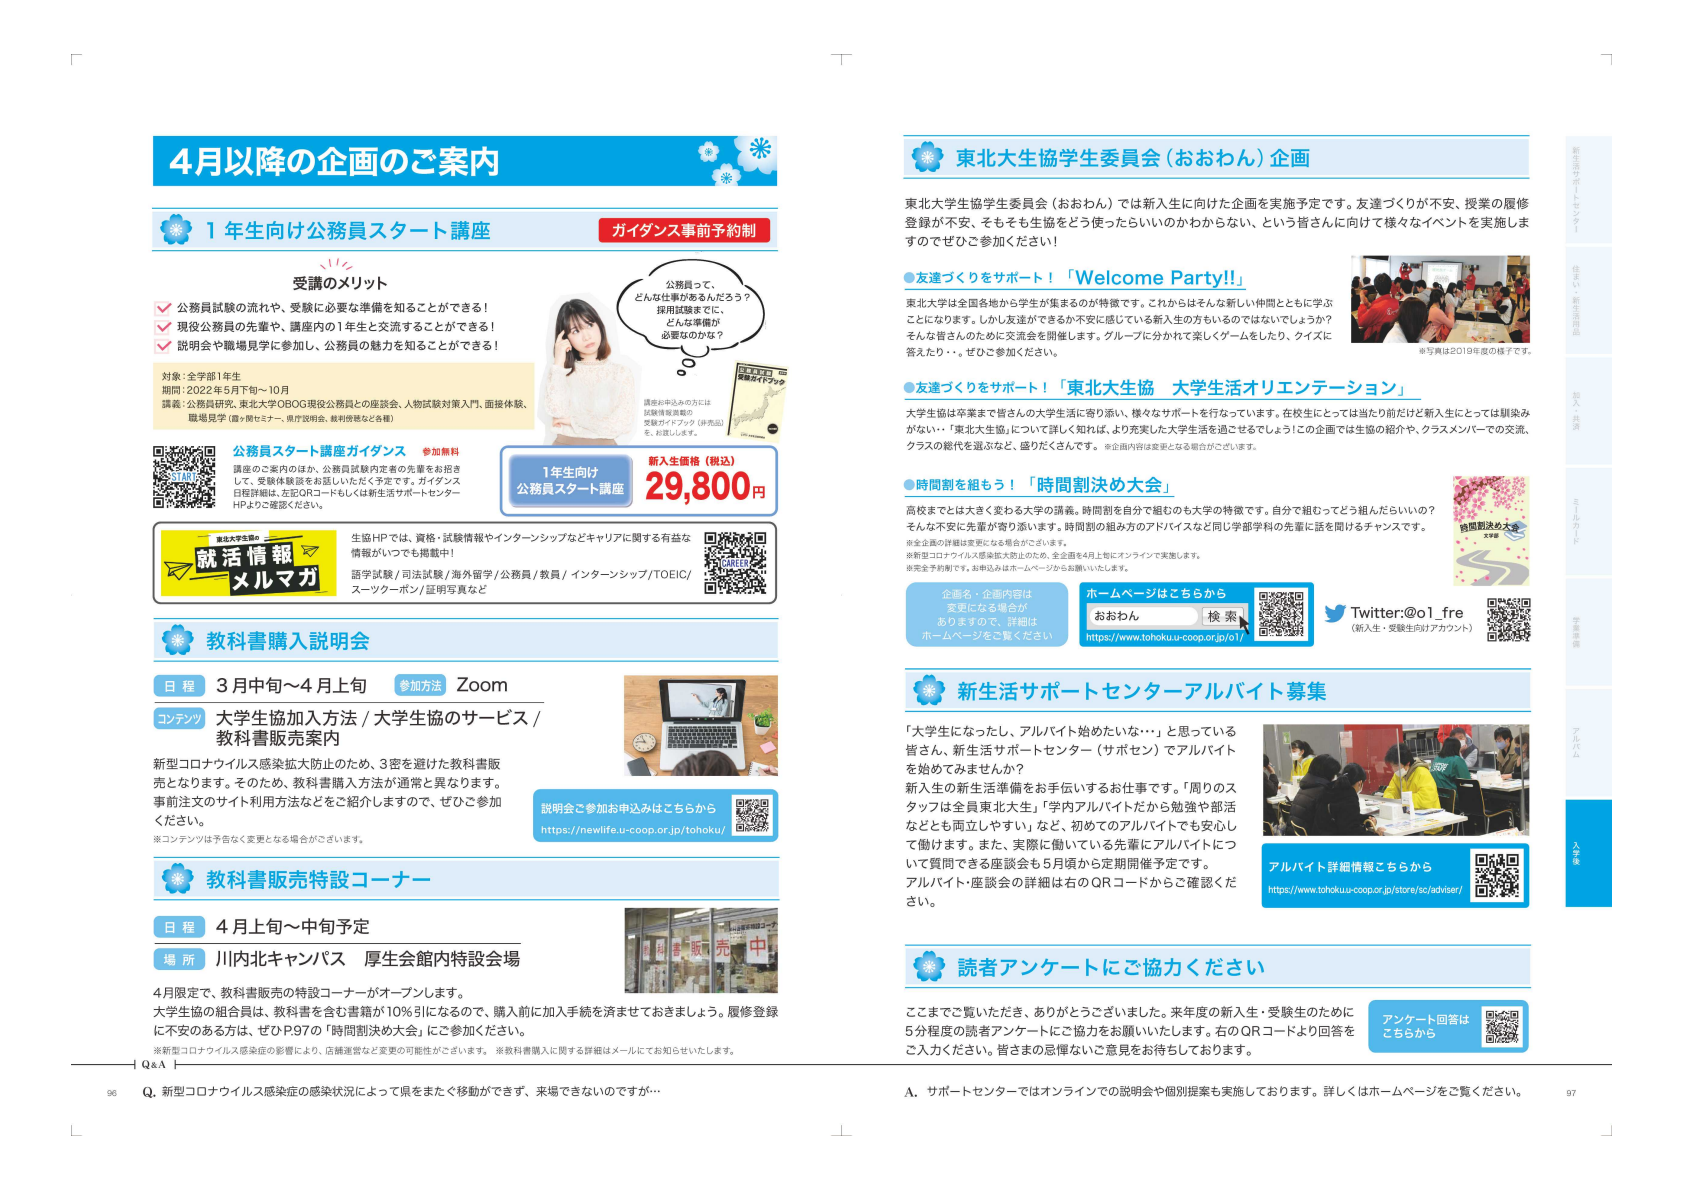 4月以降の企画のご案内
1 年生向け公務員スタート講座
ガイダンス事前予約制
受講のメリット
公務員試験の流れや、受験に必要な準備を知ることができる!
現役公務員の先輩や、講座内の1年生と交流することができる!
説明会や職場見学に参加し、公務員の魅力を知ることができる!
公務員って、
どんな仕事があるんだろう?
採用試験までに、
どんな準備が
必要なのかな?
対象:全学部1年生
期間:2022年5月下旬〜10月
講義:公務員研究、東北大学OBOG現役公務員との座談会、人物試験対策入門、面接体験、
職場見学(霞ヶ関セミナー、県庁説明会、裁判傍聴など各種)
講座お申込みの方には
試験情報満載の
受験ガイドブック(非売品)
を、お渡しします。
受験ガイドブック
START
公務員スタート講座ガイダンス 参加無料
講座のご案内のほか、公務員試験内定者の先輩をお招き
して、受験体験談をお話しいただく予定です。ガイダンス
日程詳細は、左記QRコードもしくは新生活サポートセンター
HPよりご確認ください。
1年生向け
公務員スタート講座
新入生価格(税込)
29,800円
東北大学生協の
就活情報
メルマガ
生協HPでは、資格・試験情報やインターンシップなどキャリアに関する有益な
情報がいつでも掲載中!
語学試験/司法試験/海外留学/公務員/教員/ インターンシップ/TOEIC/
スーツクーポン/証明写真など
CAREER
教科書購入説明会
日 程 3月中旬〜4月上旬 参加方法 Zoom
コンテンツ 大学生協加入方法 / 大学生協のサービス /
教科書販売案内
新型コロナウイルス感染拡大防止のため、3密を避けた教科書販
売となります。そのため、教科書購入方法が通常と異なります。
事前注文のサイト利用方法などをご紹介しますので、ぜひご参加
ください。
※コンテンツは予告なく変更となる場合がございます。
説明会ご参加お申込みはこちらから
https://newlife.u-coop.or.jp/tohoku/
教科書販売特設コーナー
日 程 4月上旬〜中旬予定
場 所 川内北キャンパス 厚生会館内特設会場
教科書販売中
4月限定で、教科書販売の特設コーナーがオープンします。
大学生協の組合員は、教科書を含む書籍が10%引になるので、購入前に加入手続を済ませておきましょう。履修登録
に不安のある方は、ぜひP.97の「時間割決め大会」にご参加ください。
※新型コロナウイルス感染症の影響により、店舗運営など変更の可能性がございます。 ※教科書購入に関する詳細はメールにてお知らせいたします。
Q&A
96
Q. 新型コロナウイルス感染症の感染状況によって県をまたぐ移動ができず、来場できないのですが…
東北大生協学生委員会(おおわん)企画
東北大学生協学生委員会(おおわん)では新入生に向けた企画を実施予定です。友達づくりが不安、授業の履修
登録が不安、そもそも生協をどう使ったらいいのかわからない、という皆さんに向けて様々なイベントを実施しま
すのでぜひご参加ください!
●友達づくりをサポート!「Welcome Party!!」
東北大学は全国各地から学生が集まるのが特徴です。これからはそんな新しい仲間とともに学ぶ
ことになります。しかし友達ができるか不安に感じている新入生の方もいるのではないでしょうか?
そんな皆さんのために交流会を開催します。グループに分かれて楽しくゲームをしたり、クイズに
答えたり・・。ぜひご参加ください。
※写真は2019年度の様子です。
●友達づくりをサポート!「東北大生協 大学生活オリエンテーション」
大学生協は卒業まで皆さんの大学生活に寄り添い、様々なサポートを行なっています。在校生にとっては当たり前だけど新入生にとっては馴染み
がない・・「東北大生協」について詳しく知れば、より充実した大学生活を過ごせるでしょう!この企画では生協の紹介や、クラスメンバーでの交流、
クラスの総代を選ぶなど、盛りだくさんです。 ※企画内容は変更となる場合がございます。
●時間割を組もう!「時間割決め大会」
高校までとは大きく変わる大学の講義。時間割を自分で組むのも大学の特徴です。自分で組むってどう組んだらいいの?
そんな不安に先輩が寄り添います。時間割の組み方のアドバイスなど同じ学部学科の先輩に話を聞けるチャンスです。
※全企画の詳細は変更になる場合がございます。
※新型コロナウイルス感染拡大防止のため、全企画を4月上旬にオンラインで実施します。
※完全予約制です。お申込みはホームページからお願いいたします。
時間割決め大会
文学部
企画名・企画内容は
変更になる場合が
ありますので、詳細は
ホームページをご覧ください
ホームページはこちらから
おおわん 検 索
https://www.tohoku.u-coop.or.jp/o1/
Twitter:@o1_fre
(新入生・受験生向けアカウント)
新生活サポートセンターアルバイト募集
「大学生になったし、アルバイト始めたいな…」と思っている
皆さん、新生活サポートセンター(サポセン)でアルバイト
を始めてみませんか?
新入生の新生活準備をお手伝いするお仕事です。「周りのス
タッフは全員東北大生」「学内アルバイトだから勉強や部活
などとも両立しやすい」など、初めてのアルバイトでも安心し
て働けます。また、実際に働いている先輩にアルバイトにつ
いて質問できる座談会も5月頃から定期開催予定です。
アルバイト・座談会の詳細は右のQRコードからご確認くだ
さい。
アルバイト詳細情報こちらから
https://www.tohoku.u-coop.or.jp/store/sc/adviser/
読者アンケートにご協力ください
ここまでご覧いただき、ありがとうございました。来年度の新入生・受験生のために
5分程度の読者アンケートにご協力をお願いいたします。右のQRコードより回答を
ご入力ください。皆さまの忌憚ないご意見をお待ちしております。
アンケート回答は
こちらから
A. サポートセンターではオンラインでの説明会や個別提案も実施しております。詳しくはホームページをご覧ください。
97
新生活サポートセンター
住まい・新生活用品
加入・共済
ミールカード
学業準備
アルバム
入学後